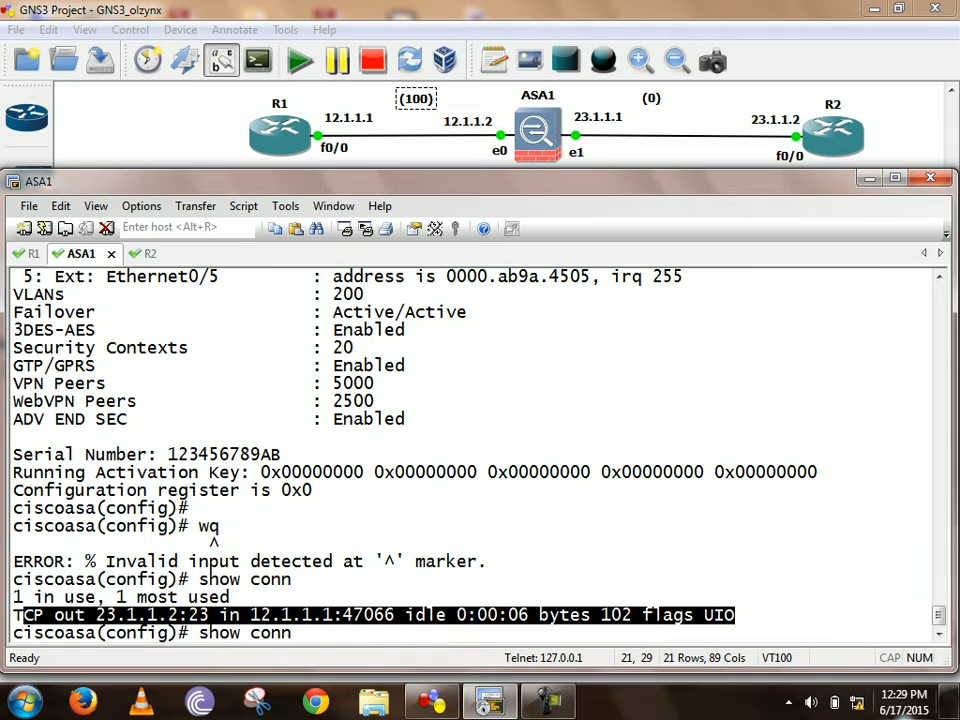 GNS3 Project - GNS3_olzynx
File Edit View Control Device Annotate Tools Help
R1 (100) ASA1 (0) R2
12.1.1.1 12.1.1.2 23.1.1.1 23.1.1.2
f0/0 e0 e1 f0/0
ASA1
File Edit View Options Transfer Script Tools Window Help
Enter host <Alt+R>
R1 ASA1 R2
5: Ext: Ethernet0/5 : address is 0000.ab9a.4505, irq 255
VLANs : 200
Failover : Active/Active
3DES-AES : Enabled
Security Contexts : 20
GTP/GPRS : Enabled
VPN Peers : 5000
WebVPN Peers : 2500
ADV END SEC : Enabled
Serial Number: 123456789AB
Running Activation Key: 0x00000000 0x00000000 0x00000000 0x00000000 0x00000000
Configuration register is 0x0
ciscoasa(config)#
ciscoasa(config)# wq
^
ERROR: % Invalid input detected at '^' marker.
ciscoasa(config)# show conn
1 in use, 1 most used
TCP out 23.1.1.2:23 in 12.1.1.1:47066 idle 0:00:06 bytes 102 flags UIO
ciscoasa(config)# show conn
Ready Telnet: 127.0.0.1 21, 29 21 Rows, 89 Cols VT100 CAP NUM
12:29 PM
6/17/2015